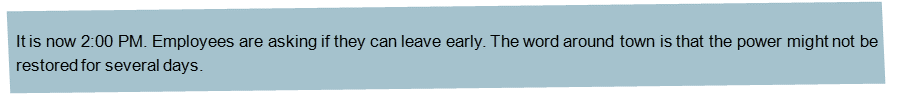 It is now 2:00 PM. Employees are asking if they can leave early. The word around town is that the power might not be
restored for several days.